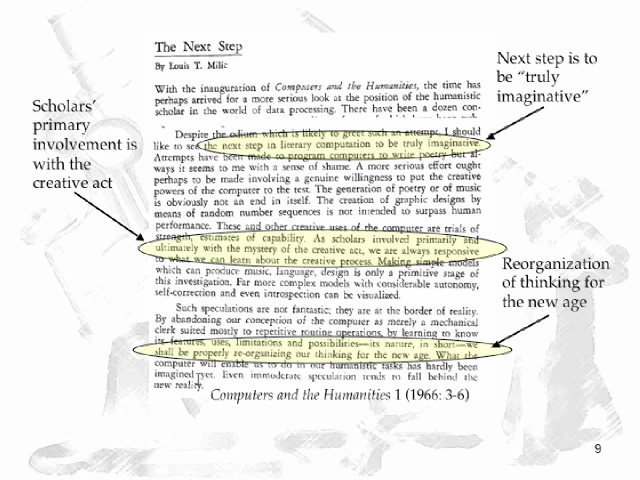 The Next Step
By Louis T. Milic
With the inauguration of Computers and the Humanities, the time has
perhaps arrived for a more serious look at the position of the humanistic
scholar in the world of data processing. There have been a dozen con-
Despite the odium which is likely to greet such an attempt, I should
like to see the next step in literary computation to be truly imaginative.
Attempts have been made to program computers to write poetry but al-
ways it seems to me with a sense of shame. A more serious effort ought
perhaps to be made involving a genuine willingness to put the creative
powers of the computer to the test. The generation of poetry or of music
is obviously not an end in itself. The creation of graphic designs by
means of random number sequences is not intended to surpass human
performance. These and other creative uses of the computer are trials of
strength, estimates of capability. As scholars involved primarily and
ultimately with the mystery of the creative act, we are always responsive
to what we can learn about the creative process. Making simple models
which can produce music, language, design is only a primitive stage of
this investigation. Far more complex models with considerable autonomy,
self-correction and even introspection can be visualized.
Such speculations are not fantastic; they are at the border of reality.
By abandoning our conception of the computer as merely a mechanical
clerk suited mostly to repetitive routine operations, by learning to know
its features, uses, limitations and possibilities—its nature, in short—we
shall be properly re-organizing our thinking for the new age. What the
computer will enable us to do in our humanistic tasks has hardly been
imagined yet. Even immoderate speculation tends to fall behind the
new reality.
Computers and the Humanities 1 (1966: 3-6)
Scholars’
primary
involvement is
with the
creative act
Next step is to
be “truly
imaginative”
Reorganization
of thinking for
the new age
9